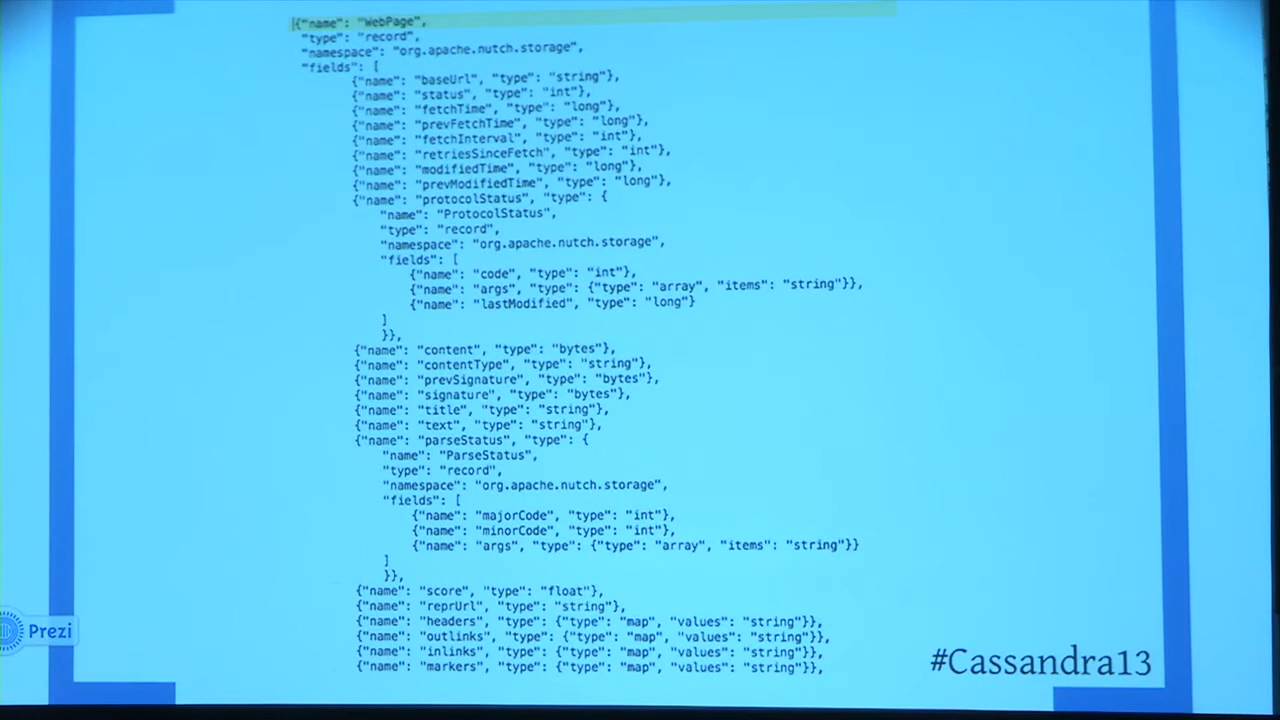 {"name": "WebPage",
"type": "record",
"namespace": "org.apache.nutch.storage",
"fields": [
{"name": "baseUrl", "type": "string"},
{"name": "status", "type": "int"},
{"name": "fetchTime", "type": "long"},
{"name": "prevFetchTime", "type": "long"},
{"name": "fetchInterval", "type": "int"},
{"name": "retriesSinceFetch", "type": "int"},
{"name": "modifiedTime", "type": "long"},
{"name": "prevModifiedTime", "type": "long"},
{"name": "protocolStatus", "type": {
"name": "ProtocolStatus",
"type": "record",
"namespace": "org.apache.nutch.storage",
"fields": [
{"name": "code", "type": "int"},
{"name": "args", "type": {"type": "array", "items": "string"}},
{"name": "lastModified", "type": "long"}
]
}},
{"name": "content", "type": "bytes"},
{"name": "contentType", "type": "string"},
{"name": "prevSignature", "type": "bytes"},
{"name": "signature", "type": "bytes"},
{"name": "title", "type": "string"},
{"name": "text", "type": "string"},
{"name": "parseStatus", "type": {
"name": "ParseStatus",
"type": "record",
"namespace": "org.apache.nutch.storage",
"fields": [
{"name": "majorCode", "type": "int"},
{"name": "minorCode", "type": "int"},
{"name": "args", "type": {"type": "array", "items": "string"}}
]
}},
{"name": "score", "type": "float"},
{"name": "reprUrl", "type": "string"},
{"name": "headers", "type": {"type": "map", "values": "string"}},
{"name": "outlinks", "type": {"type": "map", "values": "string"}},
{"name": "inlinks", "type": {"type": "map", "values": "string"}},
{"name": "markers", "type": {"type": "map", "values": "string"}},
Prezi
#Cassandra13